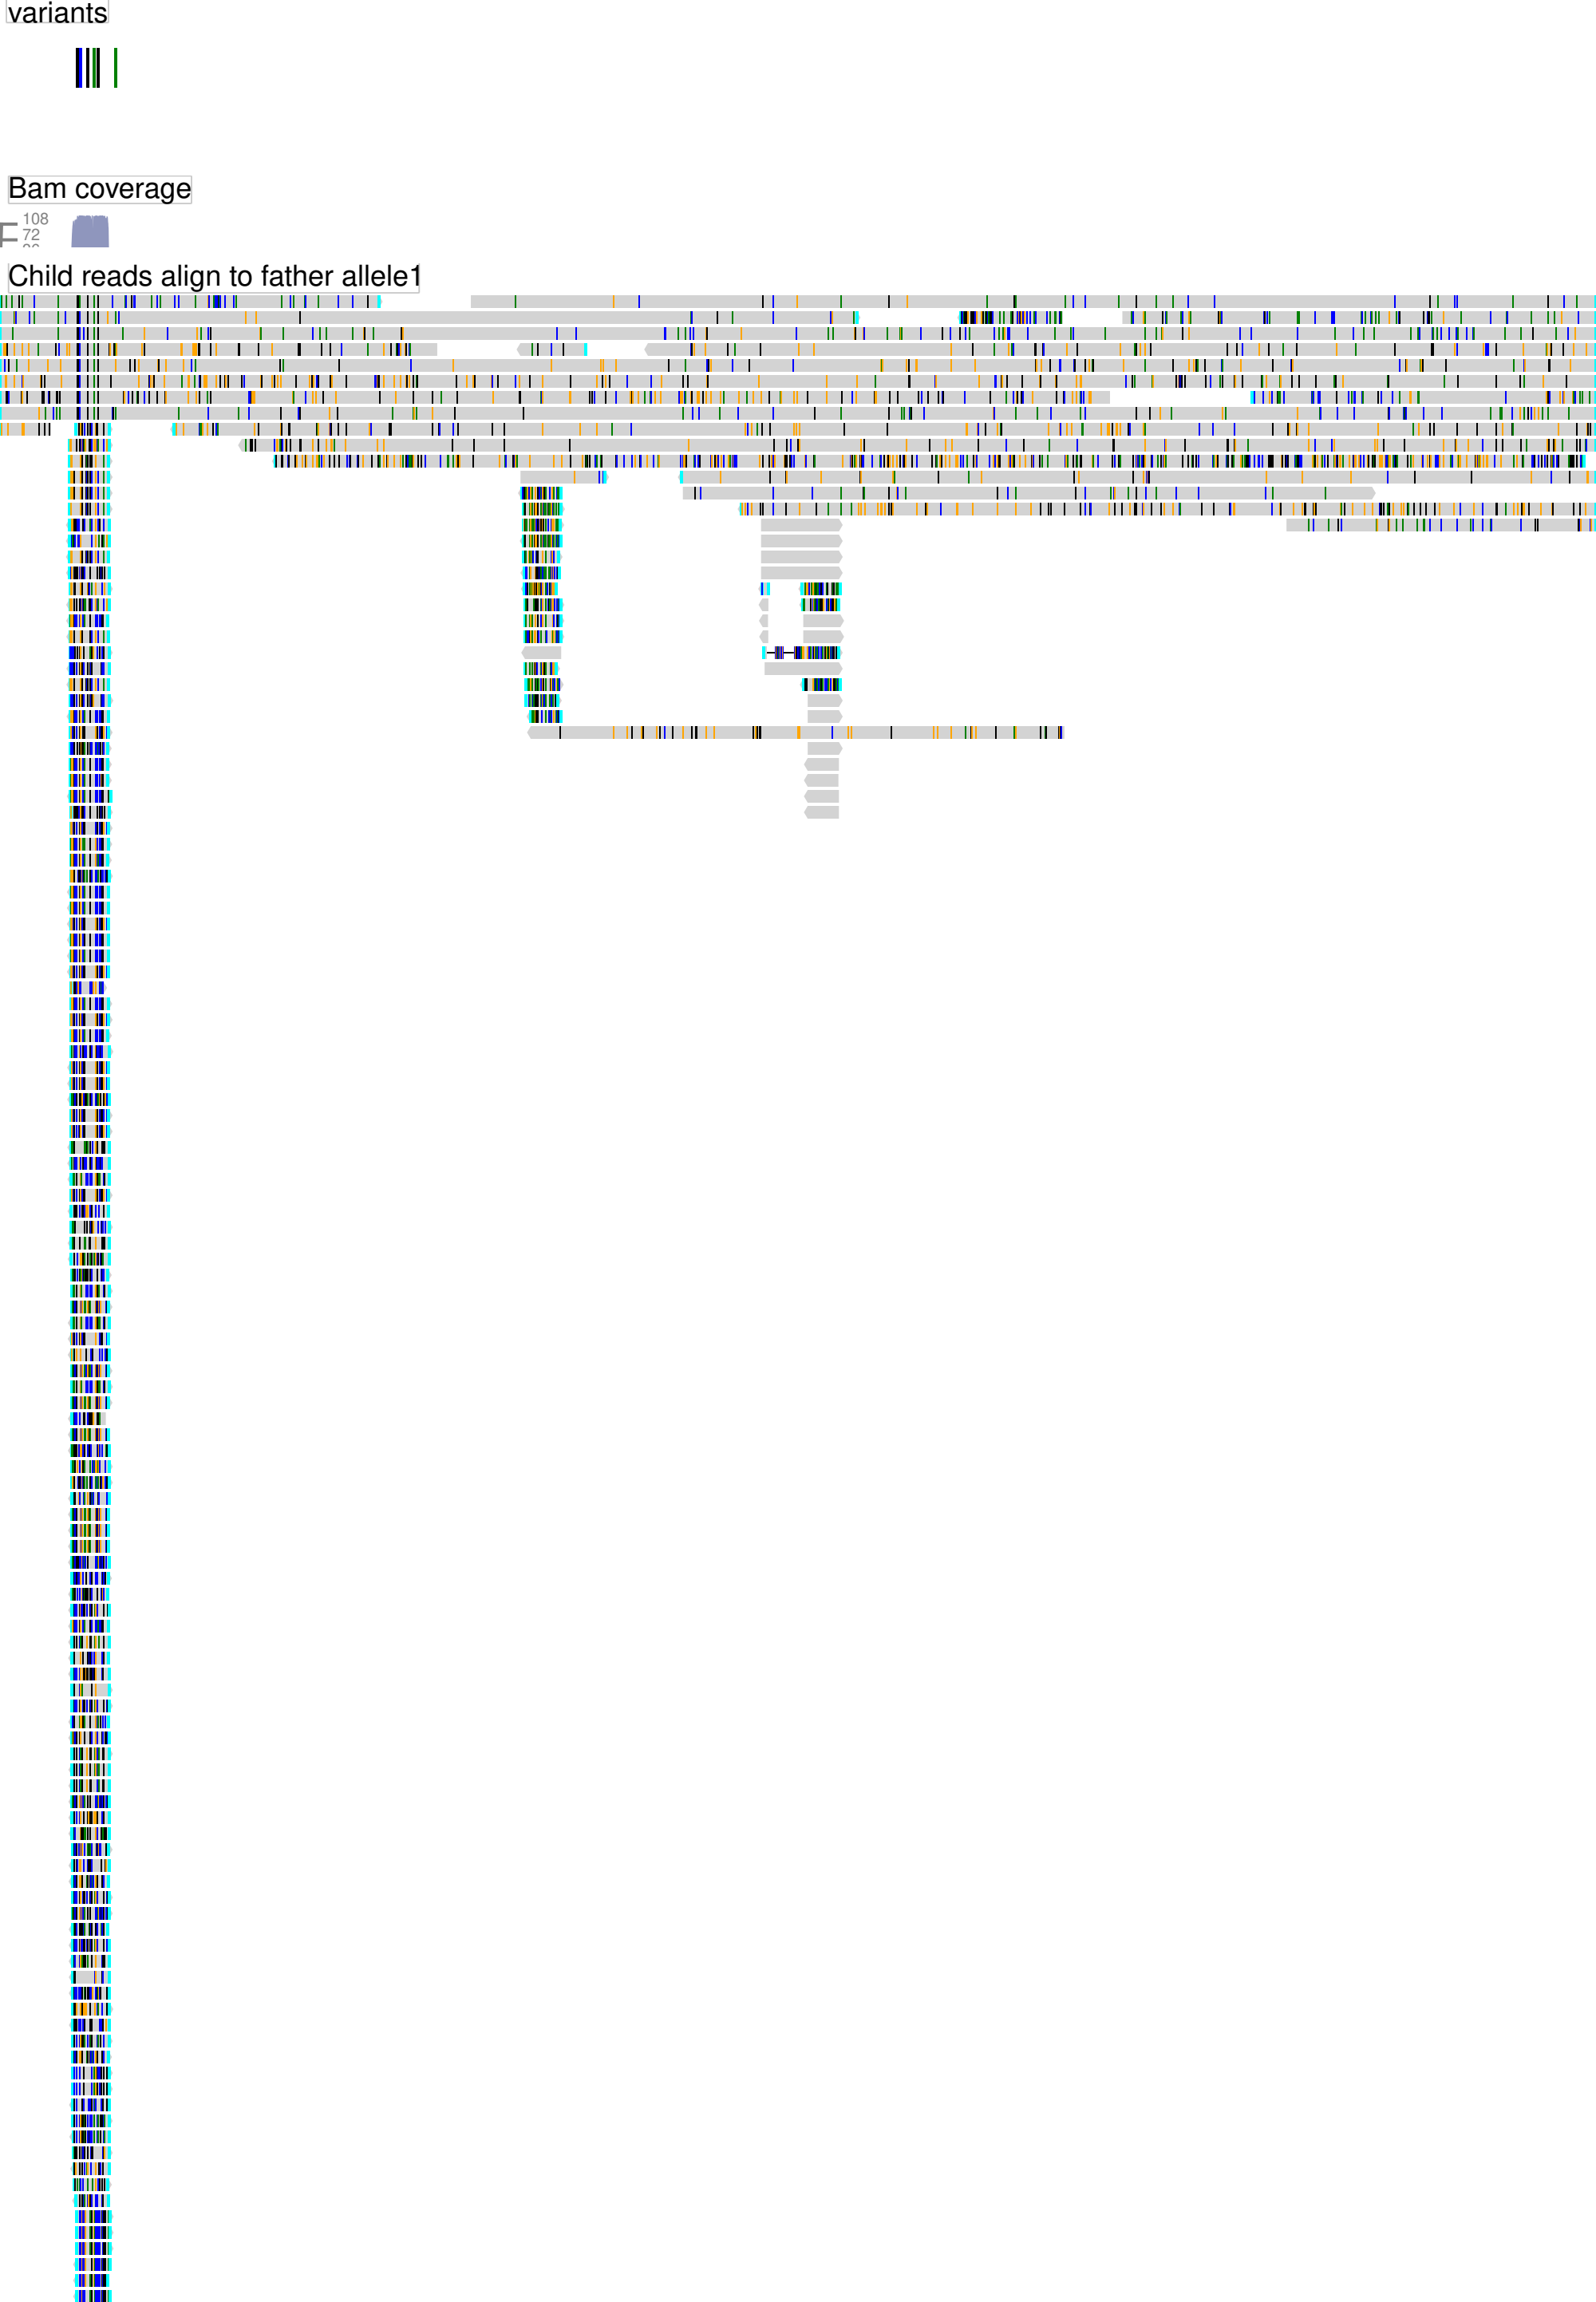 variants
Bam coverage
108
72
Child reads align to father allele1